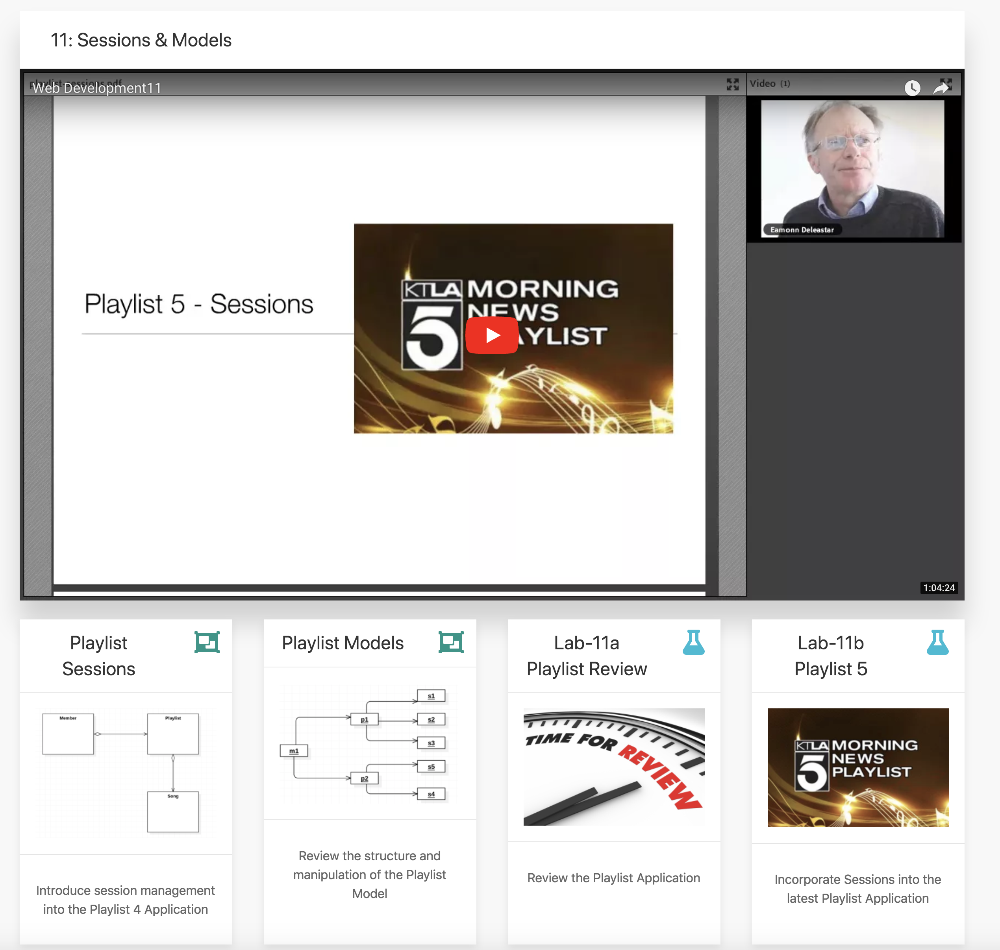 11: Sessions & Models
playlist-sessions.pdf
Web Development11
Video (1)
Eamonn Deleastar
Playlist 5 - Sessions
KTLA MORNING
5 NEWS
AYLIST
1:04:24
Playlist
Sessions
Member
Playlist
Song
Introduce session management
into the Playlist 4 Application
Playlist Models
s1
p1
s2
s3
m1
s5
p2
s4
Review the structure and
manipulation of the Playlist
Model
Lab-11a
Playlist Review
TIME FOR REVIEW
Review the Playlist Application
Lab-11b
Playlist 5
KTLA MORNING
5 NEWS
PLAYLIST
Incorporate Sessions into the
latest Playlist Application